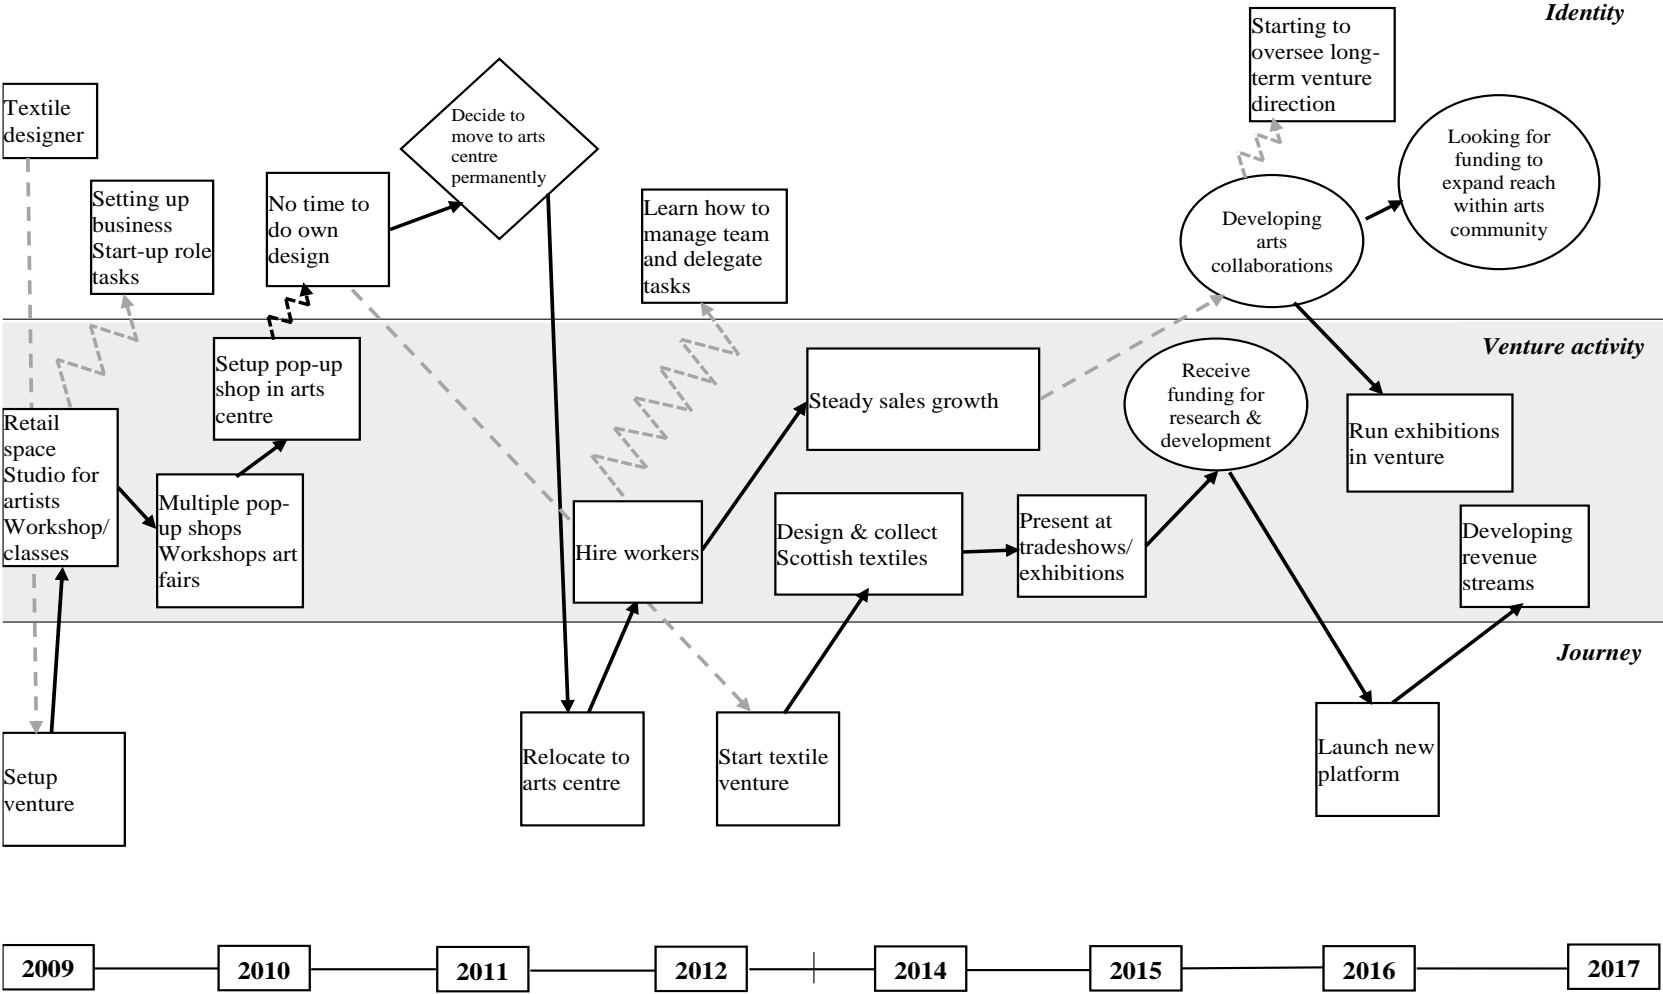 Identity
Starting to
oversee long-
term venture
direction
Textile
designer
Decide to
move to arts
centre
permanently
Looking for
funding to
expand reach
within arts
community
Setting up
business
Start-up role
tasks
No time to
do own
design
Learn how to
manage team
and delegate
tasks
Developing
arts
collaborations
Venture activity
Setup pop-up
shop in arts
centre
Steady sales growth
Receive
funding for
research &
development
Run exhibitions
in venture
Retail
space
Studio for
artists
Workshop/
classes
Multiple pop-
up shops
Workshops art
fairs
Hire workers
Design & collect
Scottish textiles
Present at
tradeshows/
exhibitions
Developing
revenue
streams
Journey
Setup
venture
Relocate to
arts centre
Start textile
venture
Launch new
platform
2009
2010
2011
2012
2014
2015
2016
2017